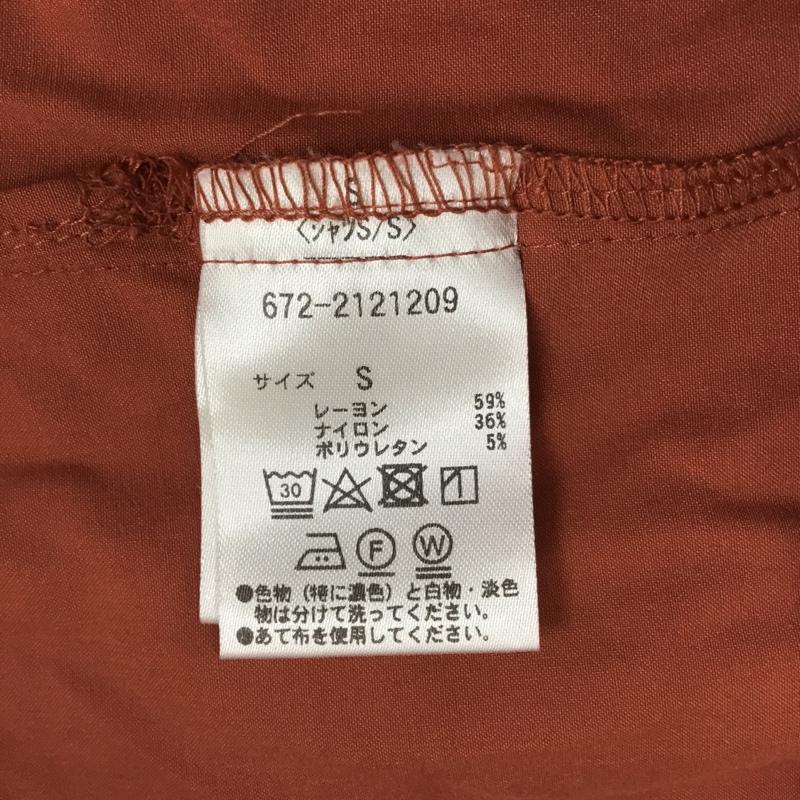 S
〈シャツS/S〉
672-2121209
サイズ S
レーヨン 59%
ナイロン 36%
ポリウレタン 5%
30
F W
●色物（特に濃色）と白物・淡色
物は分けて洗ってください。
●あて布を使用してください。